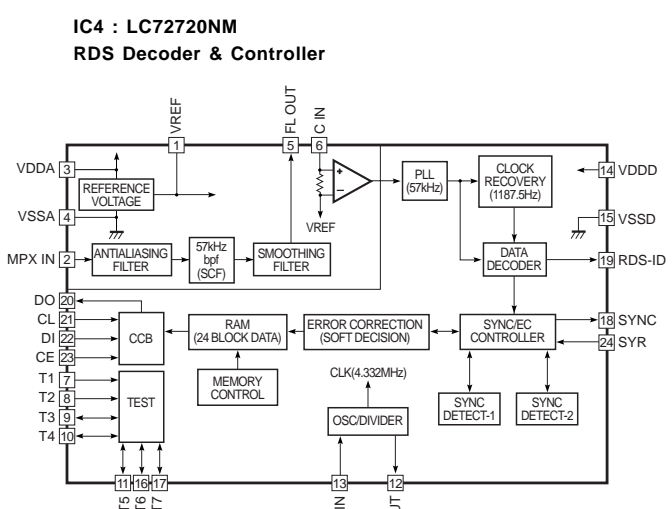 IC4 : LC72720NM
RDS Decoder & Controller
VREF
FL OUT
C IN
1
5
6
VDDA 3
REFERENCE
VOLTAGE
VSSA 4
MPX IN 2
ANTIALIASING
FILTER
57kHz
bpf
(SCF)
SMOOTHING
FILTER
+
–
VREF
PLL
(57kHz)
CLOCK
RECOVERY
(1187.5Hz)
DATA
DECODER
14 VDDD
15 VSSD
19 RDS-ID
DO 20
CL 21
DI 22
CE 23
CCB
RAM
(24 BLOCK DATA)
ERROR CORRECTION
(SOFT DECISION)
SYNC/EC
CONTROLLER
18 SYNC
24 SYR
T1 7
T2 8
T3 9
T4 10
TEST
MEMORY
CONTROL
CLK(4.332MHz)
OSC/DIVIDER
SYNC
DETECT-1
SYNC
DETECT-2
11 16 17
13
12
T5
T6
T7
IN
UT